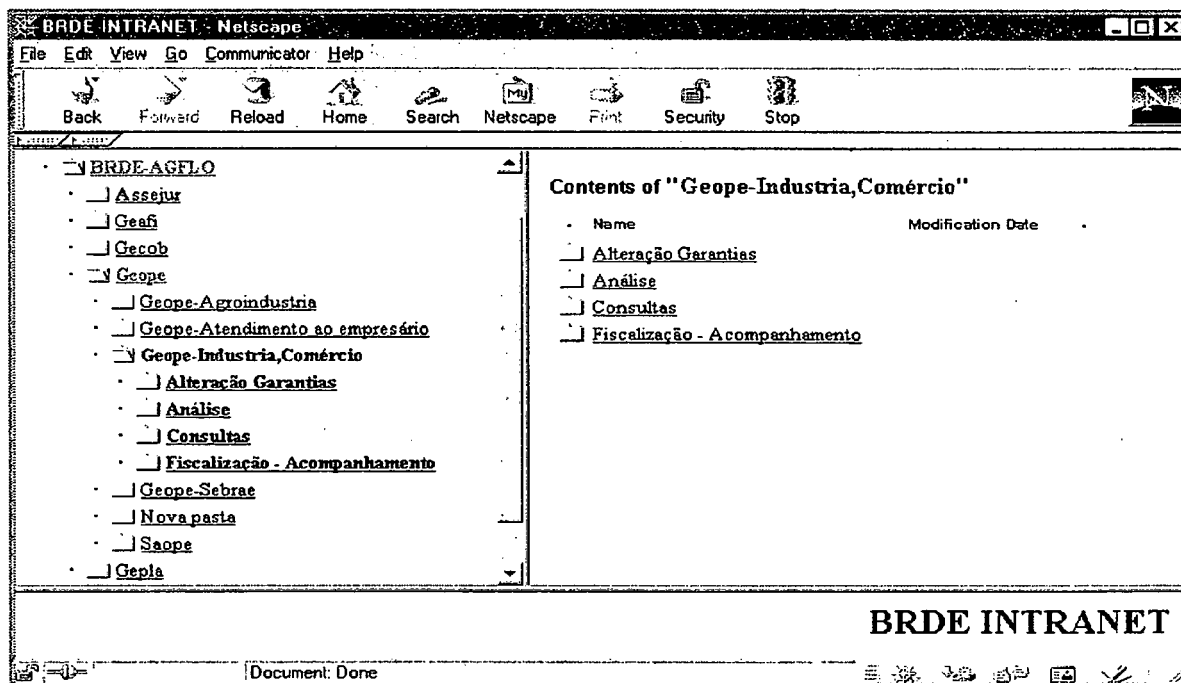 BRDE INTRANET - Netscape
File Edit View Go Communicator Help
Back Forward Reload Home Search Netscape Print Security Stop
BRDE-AGFLO
Assejur
Geafi
Gecob
Geope
Geope-Agroindustria
Geope-Atendimento ao empresário
Geope-Industria,Comércio
Alteração Garantias
Análise
Consultas
Fiscalização - Acompanhamento
Geope-Sebrae
Nova pasta
Saope
Gepla
Contents of "Geope-Industria,Comércio"
Name Modification Date
Alteração Garantias
Análise
Consultas
Fiscalização - Acompanhamento
BRDE INTRANET
Document: Done